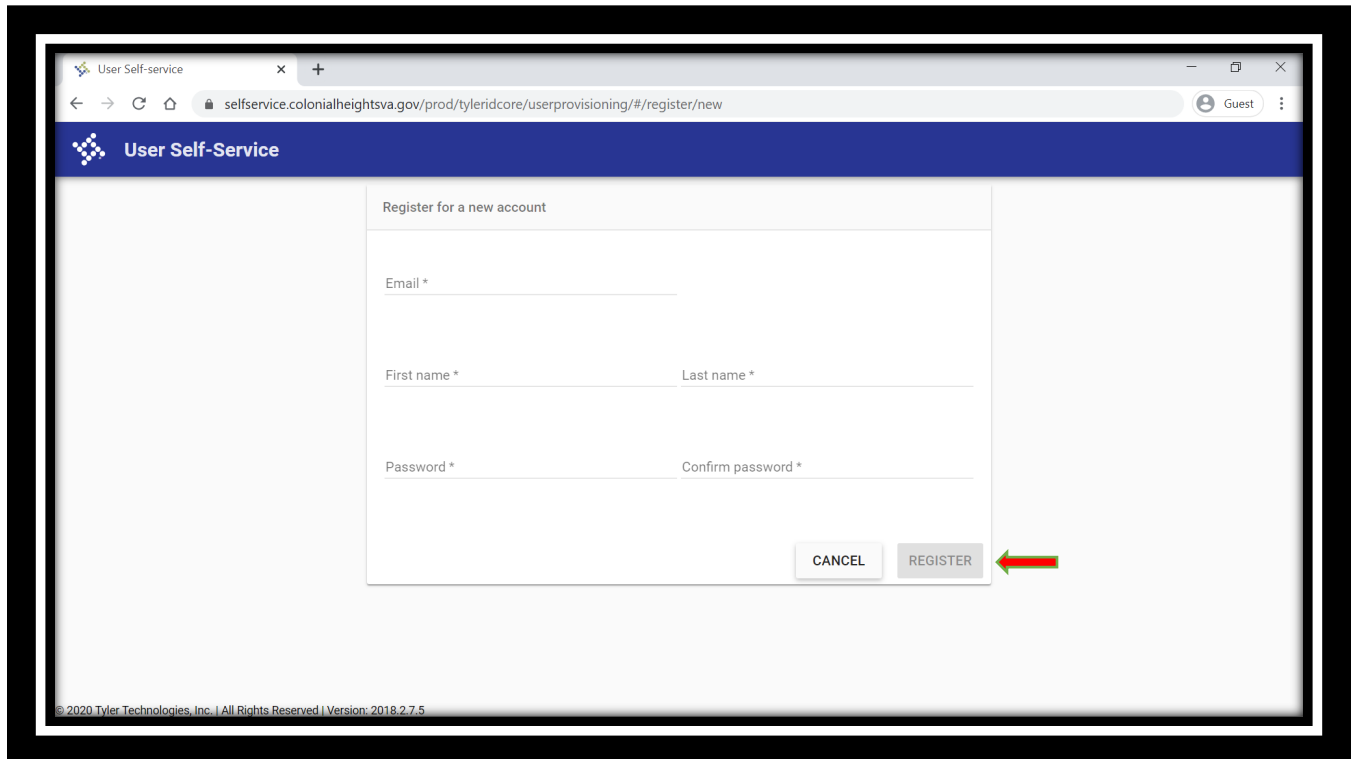 User Self-service
selfservice.colonialheightsva.gov/prod/tyleridcore/userprovisioning/#/register/new
Guest
User Self-Service
Register for a new account
Email *
First name * Last name *
Password * Confirm password *
CANCEL REGISTER
© 2020 Tyler Technologies, Inc. | All Rights Reserved | Version: 2018.2.7.5